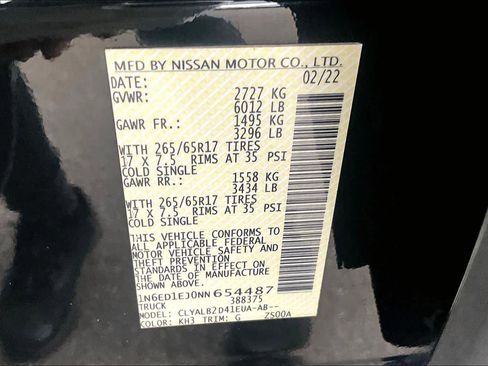 MFD BY NISSAN MOTOR CO., LTD.
DATE: 02/22
GVWR: 2727 KG
6012 LB
GAWR FR.: 1495 KG
3296 LB
WITH 265/65R17 TIRES
17 X 7.5 RIMS AT 35 PSI
COLD SINGLE
GAWR RR.: 1558 KG
3434 LB
WITH 265/65R17 TIRES
17 X 7.5 RIMS AT 35 PSI
COLD SINGLE
THIS VEHICLE CONFORMS TO
ALL APPLICABLE FEDERAL
MOTOR VEHICLE SAFETY AND
THEFT PREVENTION
STANDARDS IN EFFECT ON
THE DATE OF MANUFACTURE
SHOWN ABOVE.
1N6ED1EJ0NN 654487
TRUCK 388375
MODEL: CLYALB2D41EUA-AB--
COLOR: KH3 TRIM: G ZS00A